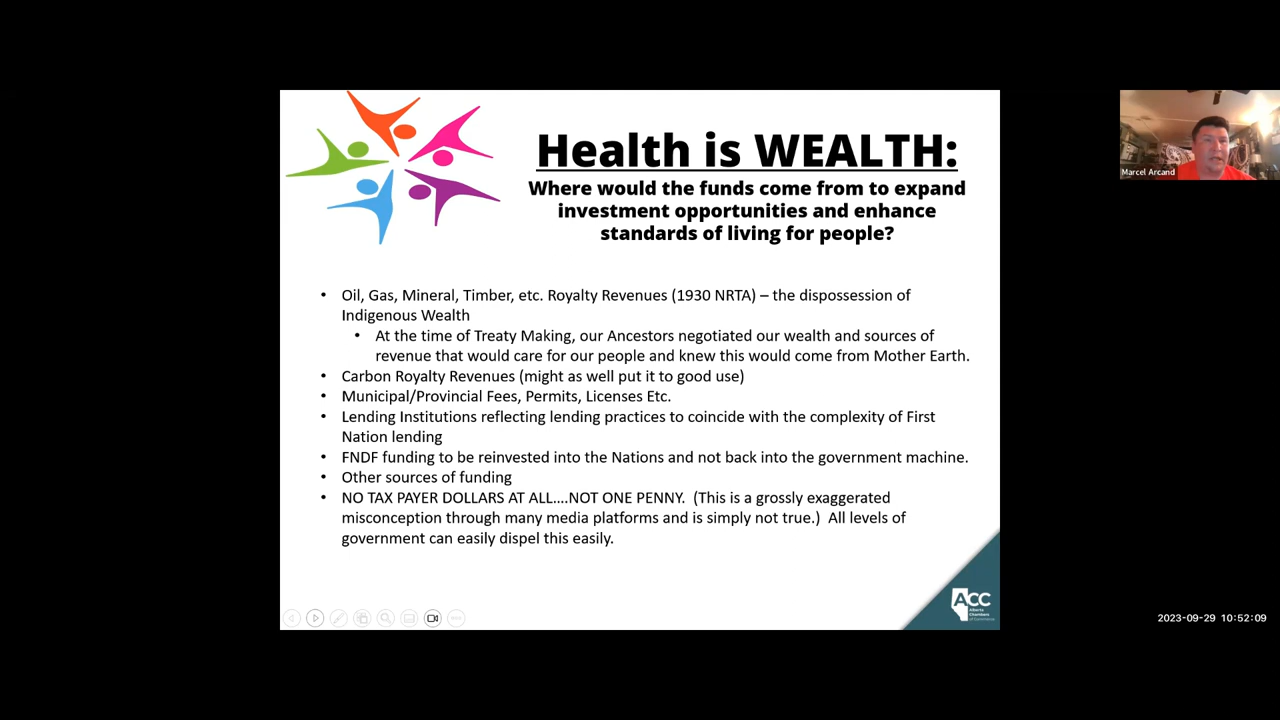 Health is WEALTH:
Where would the funds come from to expand
investment opportunities and enhance
standards of living for people?
Marcel Arcand
• Oil, Gas, Mineral, Timber, etc. Royalty Revenues (1930 NRTA) – the dispossession of
Indigenous Wealth
• At the time of Treaty Making, our Ancestors negotiated our wealth and sources of
revenue that would care for our people and knew this would come from Mother Earth.
• Carbon Royalty Revenues (might as well put it to good use)
• Municipal/Provincial Fees, Permits, Licenses Etc.
• Lending Institutions reflecting lending practices to coincide with the complexity of First
Nation lending
• FNDF funding to be reinvested into the Nations and not back into the government machine.
• Other sources of funding
• NO TAX PAYER DOLLARS AT ALL....NOT ONE PENNY. (This is a grossly exaggerated
misconception through many media platforms and is simply not true.) All levels of
government can easily dispel this easily.
ACC
Alberta
Chambers
of Commerce
2023-09-29 10:52:09